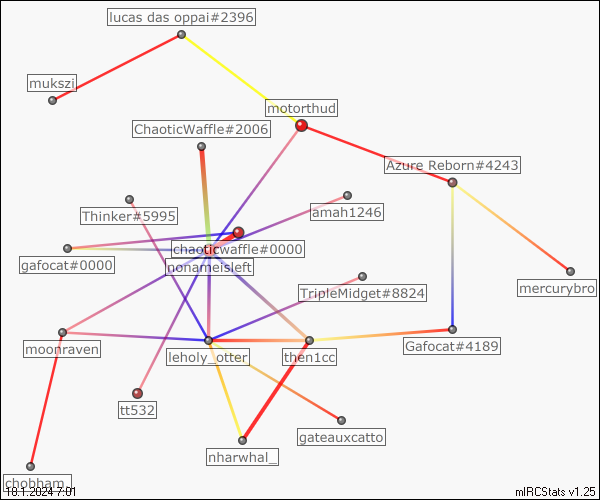 lucas das oppai#2396
mukszi
motorthud
ChaoticWaffle#2006
Azure Reborn#4243
amah1246
Thinker#5995
chaoticwaffle#0000
gafocat#0000
nonameisleft
mercurybro
TripleMidget#8824
moonraven
leholy_otter
then1cc
Gafocat#4189
tt532
gateauxcatto
nharwhal_
chobham_
18.1.2024 7:01
mIRCStats v1.25